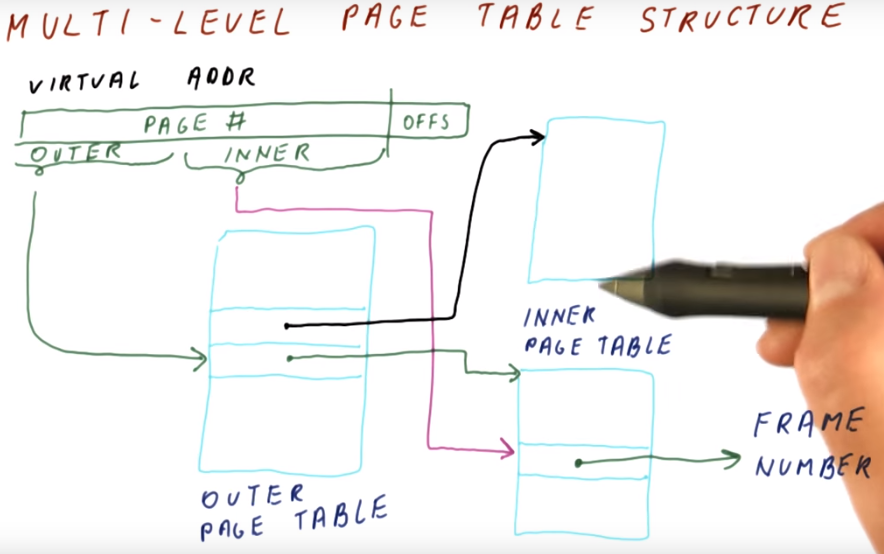 MULTI-LEVEL PAGE TABLE STRUCTURE
VIRTUAL ADDR
PAGE #
OFFS
OUTER
INNER
INNER
PAGE TABLE
OUTER
PAGE TABLE
FRAME
NUMBER